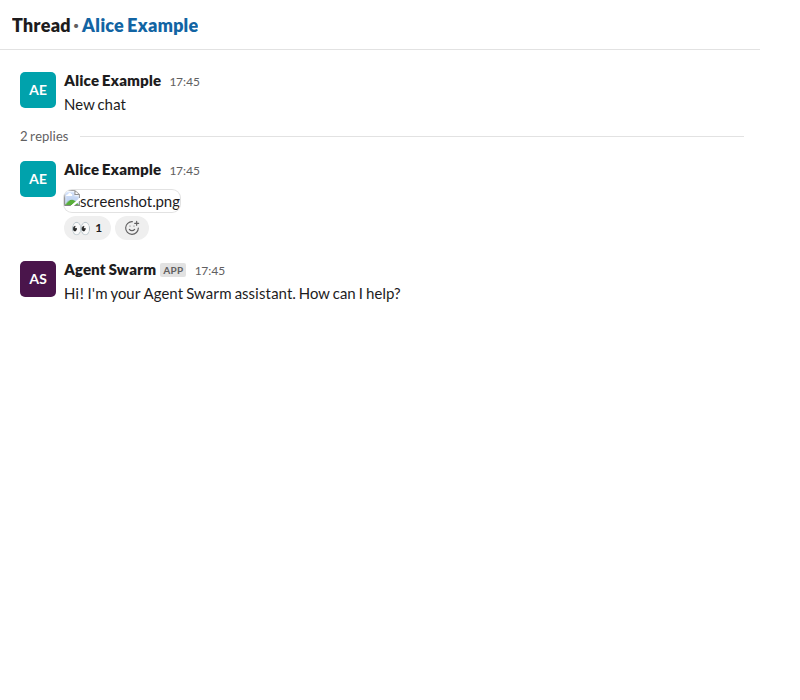 Thread • Alice Example
AE
Alice Example 17:45
New chat
2 replies
AE
Alice Example 17:45
screenshot.png
👀 1
AS
Agent Swarm APP 17:45
Hi! I'm your Agent Swarm assistant. How can I help?